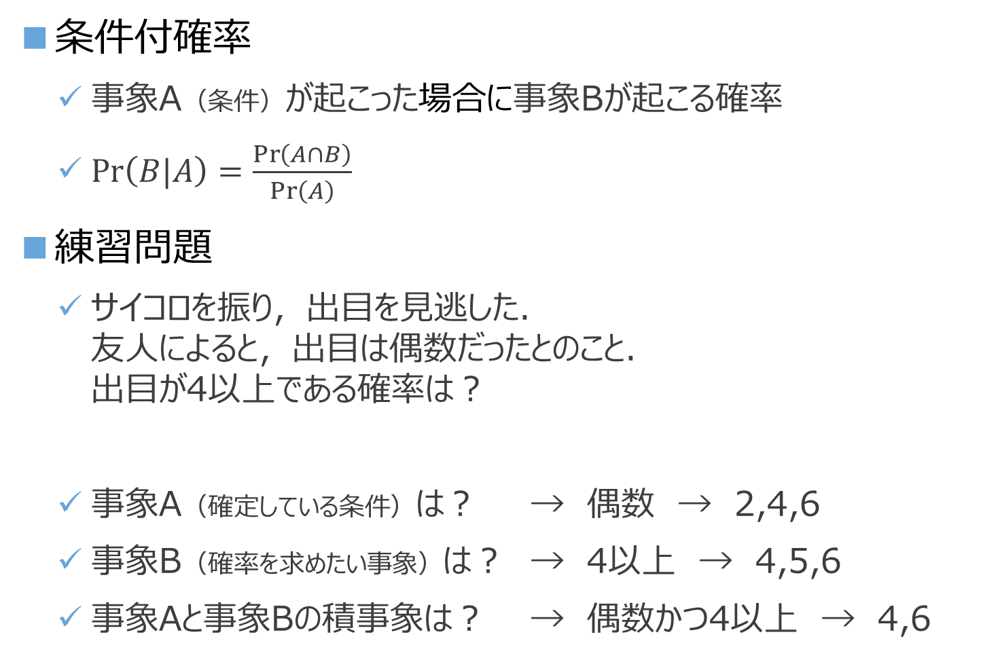 ■ 条件付確率
✓ 事象A（条件）が起こった場合に事象Bが起こる確率
✓ Pr(B|A) = Pr(A∩B) / Pr(A)
■ 練習問題
✓ サイコロを振り，出目を見逃した．
友人によると，出目は偶数だったとのこと．
出目が4以上である確率は？
✓ 事象A（確定している条件）は？ → 偶数 → 2,4,6
✓ 事象B（確率を求めたい事象）は？ → 4以上 → 4,5,6
✓ 事象Aと事象Bの積事象は？ → 偶数かつ4以上 → 4,6